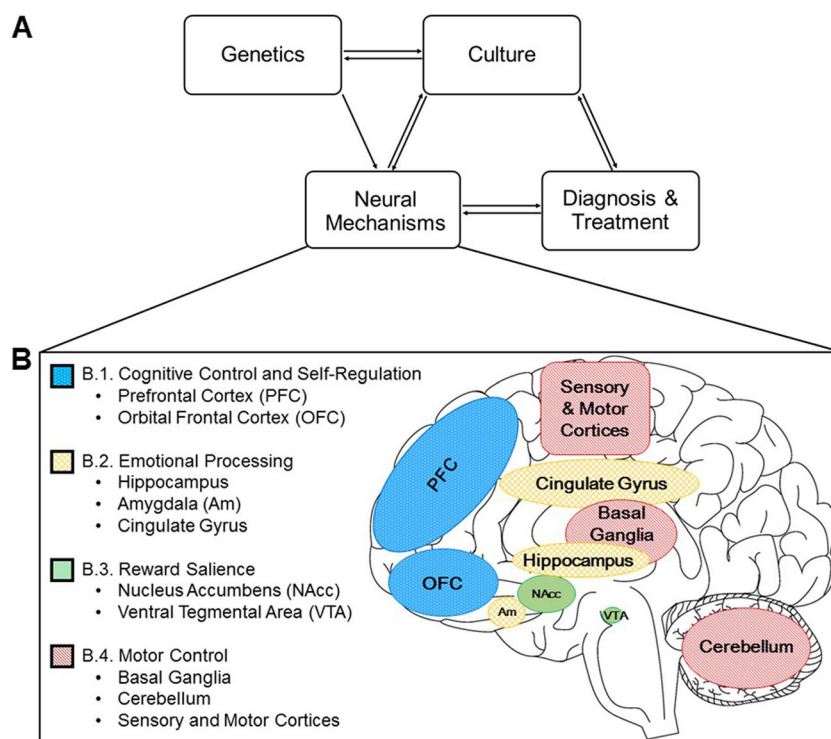 A
Genetics
Culture
Neural
Mechanisms
Diagnosis &
Treatment
B
B.1. Cognitive Control and Self-Regulation
• Prefrontal Cortex (PFC)
• Orbital Frontal Cortex (OFC)
B.2. Emotional Processing
• Hippocampus
• Amygdala (Am)
• Cingulate Gyrus
B.3. Reward Salience
• Nucleus Accumbens (NAcc)
• Ventral Tegmental Area (VTA)
B.4. Motor Control
• Basal Ganglia
• Cerebellum
• Sensory and Motor Cortices
Sensory
& Motor
Cortices
PFC
Cingulate Gyrus
Basal
Ganglia
Hippocampus
OFC
NAcc
Am
VTA
Cerebellum